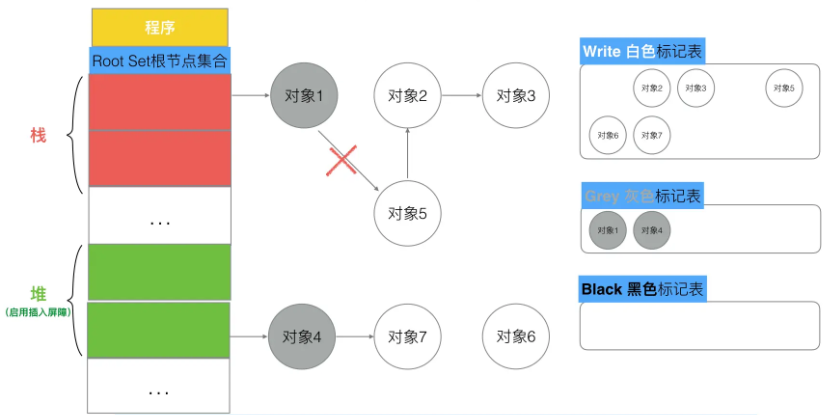 程序
Root Set根节点集合
栈
...
堆
(启用插入屏障)
...
对象1
对象2
对象3
对象5
对象4
对象7
对象6
Write 白色标记表
对象2
对象3
对象5
对象6
对象7
Grey 灰色标记表
对象1
对象4
Black 黑色标记表